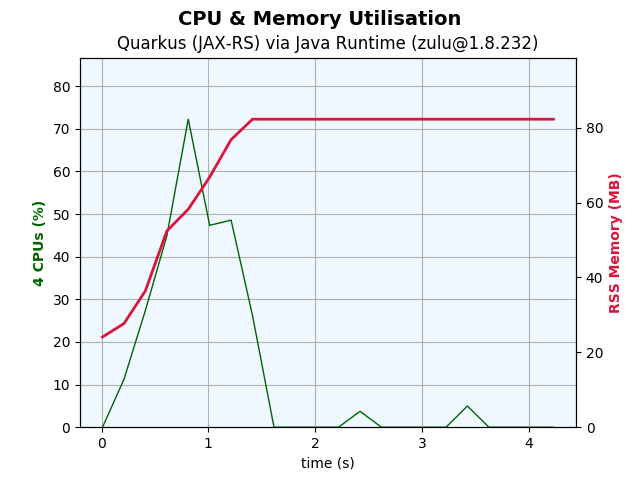 CPU & Memory Utilisation
Quarkus (JAX-RS) via Java Runtime (zulu@1.8.232)
80
70
60
50
40
30
20
10
0
4 CPUs (%)
80
60
40
20
0
RSS Memory (MB)
0 1 2 3 4
time (s)